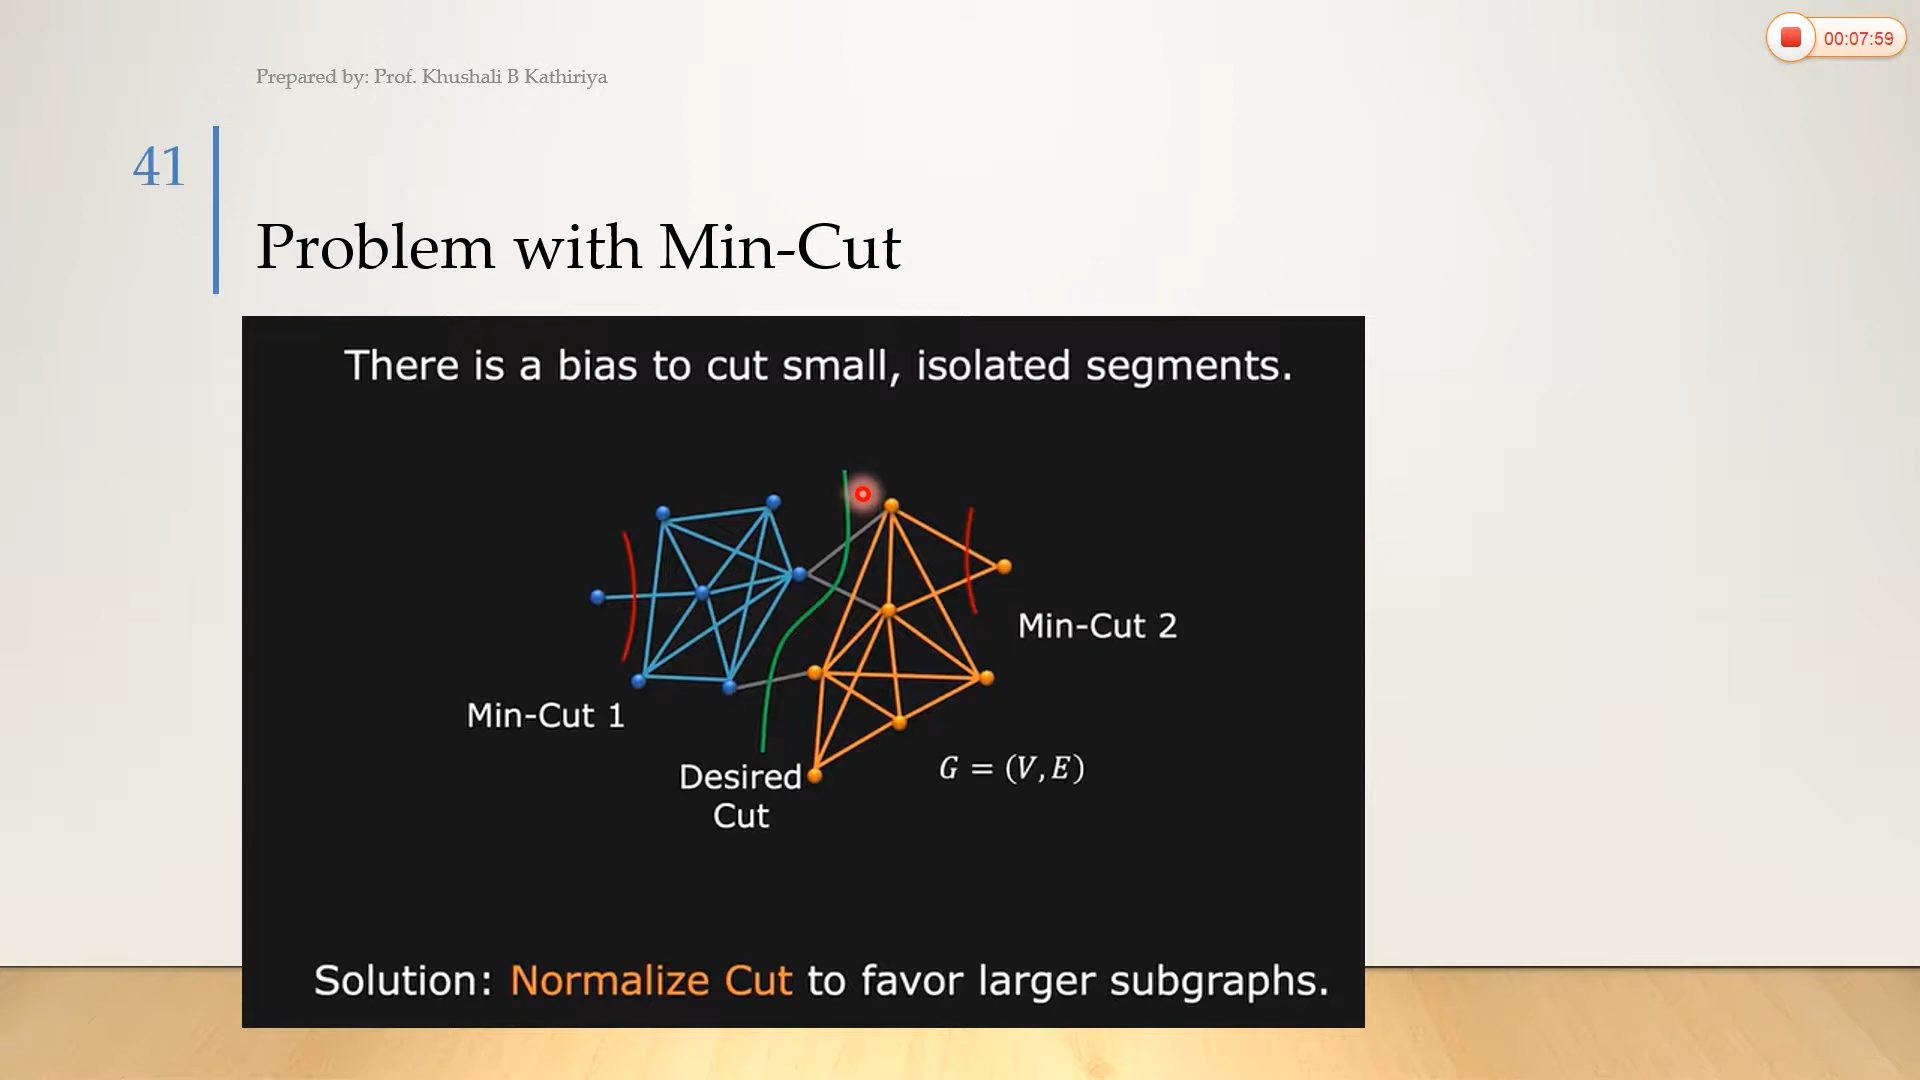 00:07:59
Prepared by: Prof. Khushali B Kathiriya
41
Problem with Min-Cut
There is a bias to cut small, isolated segments.
Min-Cut 2
Min-Cut 1
Desired
Cut
G = (V, E)
Solution: Normalize Cut to favor larger subgraphs.